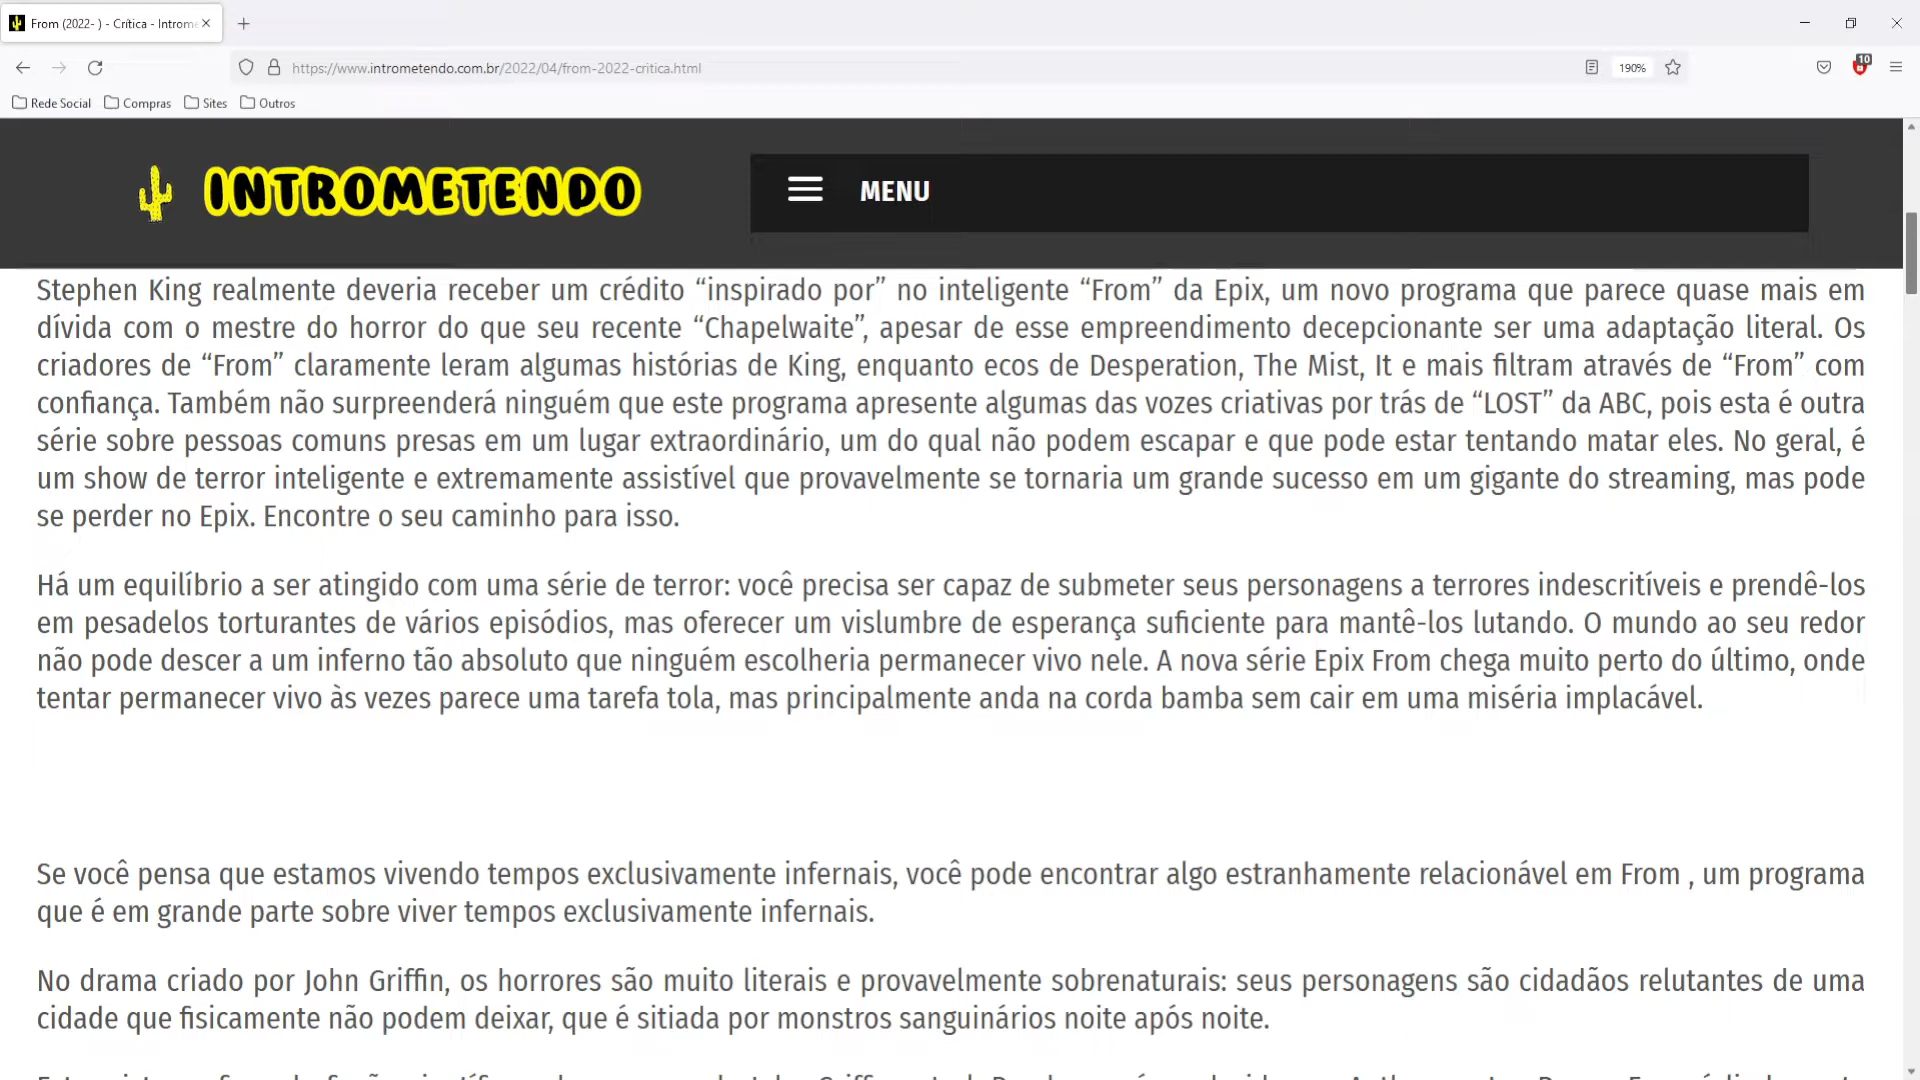 From (2022- ) - Crítica - Introme
https://www.intrometendo.com.br/2022/04/from-2022-critica.html
190%
10
Rede Social Compras Sites Outros
INTROMETENDO
MENU
Stephen King realmente deveria receber um crédito “inspirado por” no inteligente “From” da Epix, um novo programa que parece quase mais em
dívida com o mestre do horror do que seu recente “Chapelwaite”, apesar de esse empreendimento decepcionante ser uma adaptação literal. Os
criadores de “From” claramente leram algumas histórias de King, enquanto ecos de Desperation, The Mist, It e mais filtram através de “From” com
confiança. Também não surpreenderá ninguém que este programa apresente algumas das vozes criativas por trás de “LOST” da ABC, pois esta é outra
série sobre pessoas comuns presas em um lugar extraordinário, um do qual não podem escapar e que pode estar tentando matar eles. No geral, é
um show de terror inteligente e extremamente assistível que provavelmente se tornaria um grande sucesso em um gigante do streaming, mas pode
se perder no Epix. Encontre o seu caminho para isso.
Há um equilíbrio a ser atingido com uma série de terror: você precisa ser capaz de submeter seus personagens a terrores indescritíveis e prendê-los
em pesadelos torturantes de vários episódios, mas oferecer um vislumbre de esperança suficiente para mantê-los lutando. O mundo ao seu redor
não pode descer a um inferno tão absoluto que ninguém escolheria permanecer vivo nele. A nova série Epix From chega muito perto do último, onde
tentar permanecer vivo às vezes parece uma tarefa tola, mas principalmente anda na corda bamba sem cair em uma miséria implacável.
Se você pensa que estamos vivendo tempos exclusivamente infernais, você pode encontrar algo estranhamente relacionável em From , um programa
que é em grande parte sobre viver tempos exclusivamente infernais.
No drama criado por John Griffin, os horrores são muito literais e provavelmente sobrenaturais: seus personagens são cidadãos relutantes de uma
cidade que fisicamente não podem deixar, que é sitiada por monstros sanguinários noite após noite.